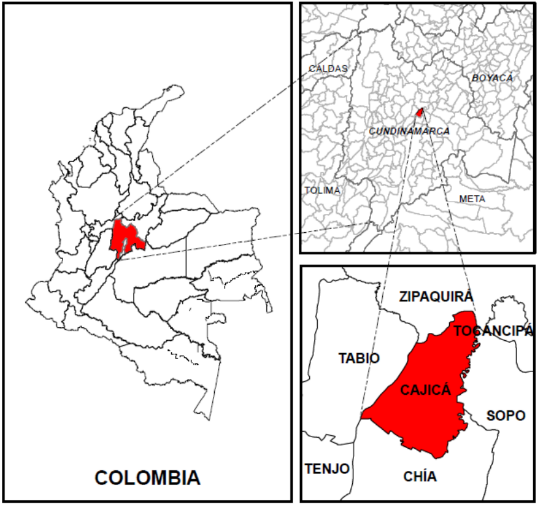 COLOMBIA
CALDAS
BOYACÁ
CUNDINAMARCA
TOLIMA
META
ZIPAQUIRÁ
TOCANCIPÁ
TABIO
CAJICÁ
SOPO
TENJO
CHÍA